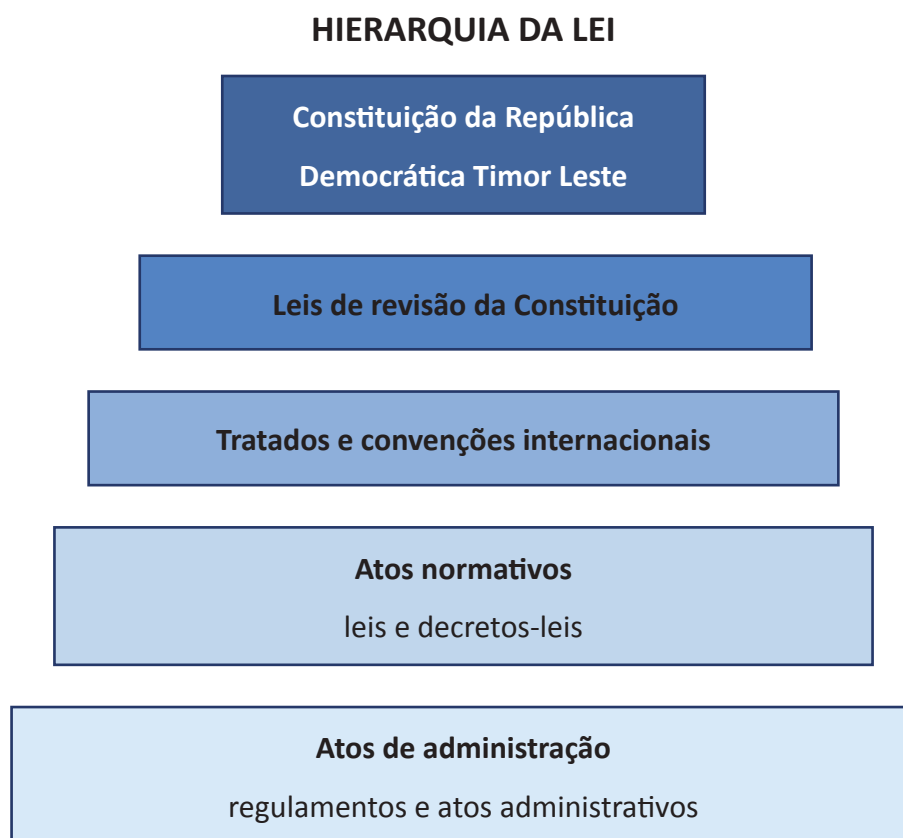 HIERARQUIA DA LEI
Constituição da República
Democrática Timor Leste
Leis de revisão da Constituição
Tratados e convenções internacionais
Atos normativos
leis e decretos-leis
Atos de administração
regulamentos e atos administrativos